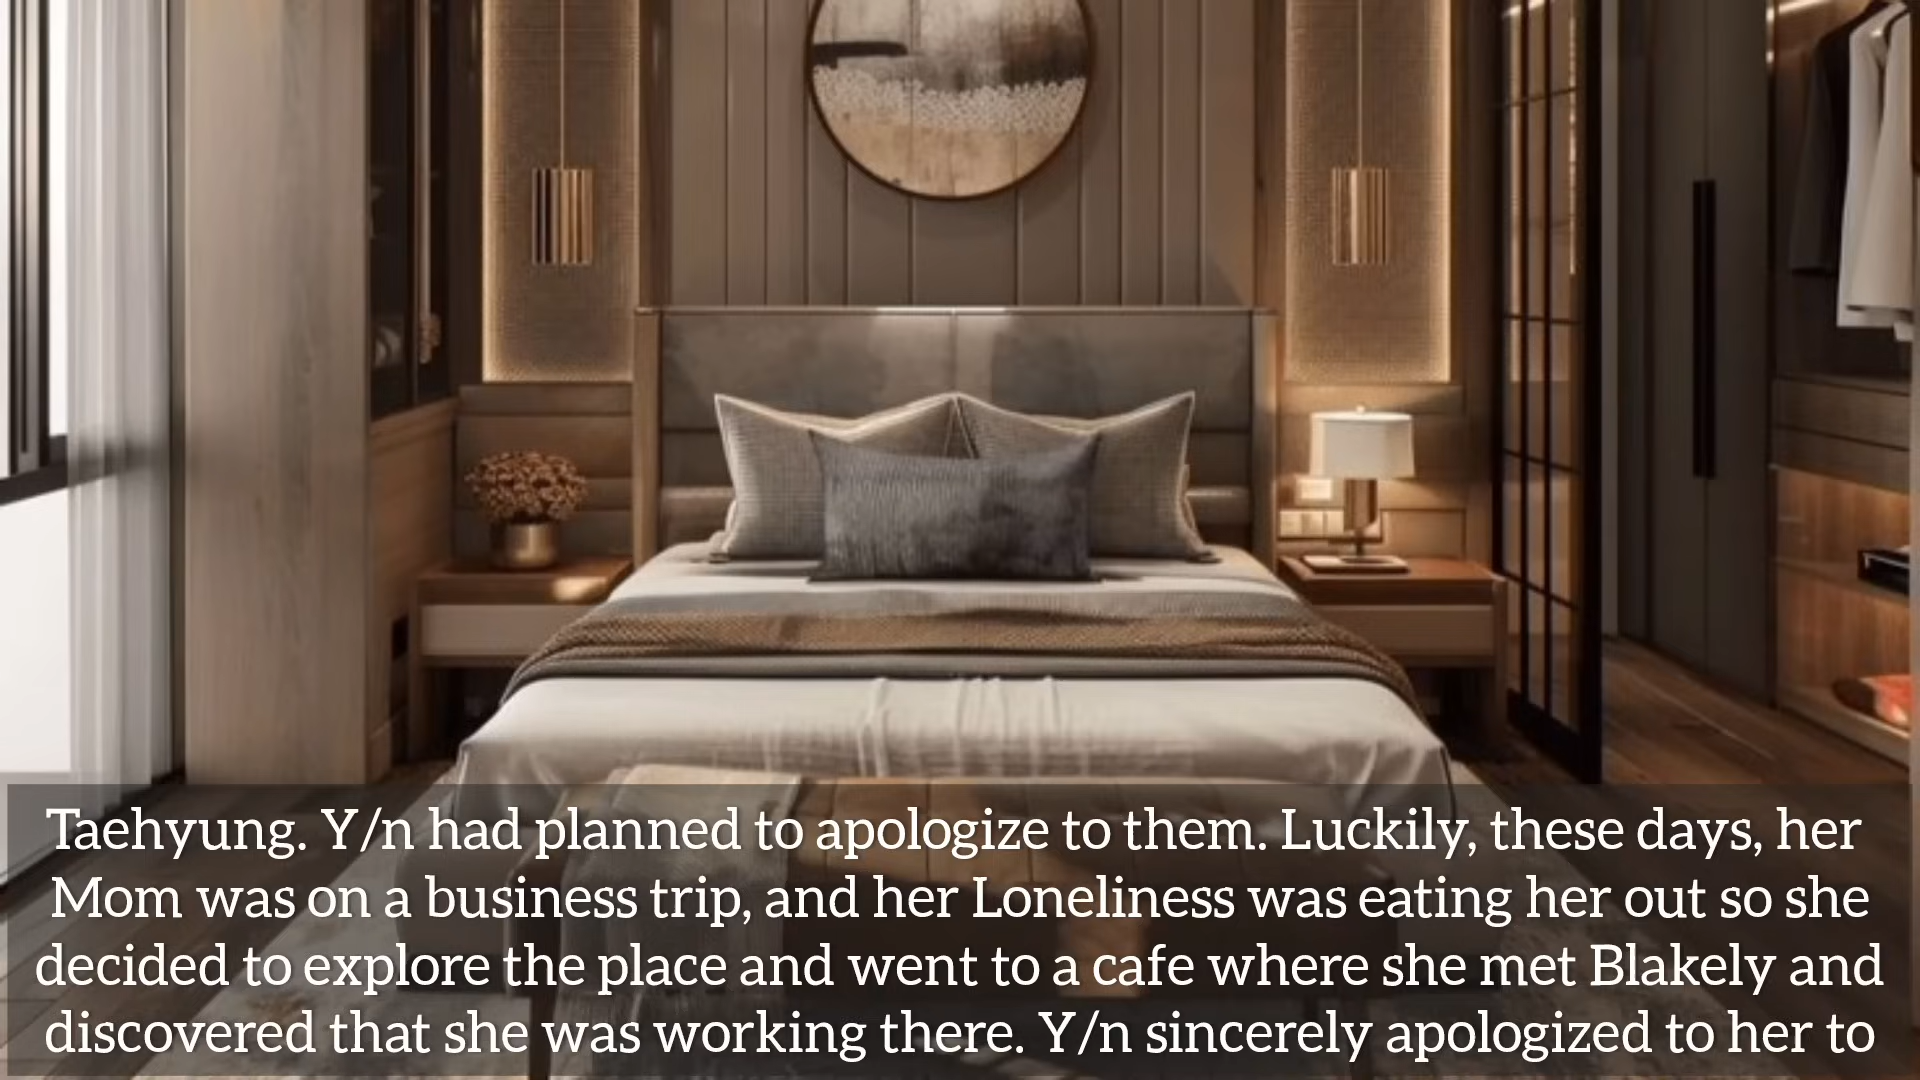 Taehyung. Y/n had planned to apologize to them. Luckily, these days, her
Mom was on a business trip, and her Loneliness was eating her out so she
decided to explore the place and went to a cafe where she met Blakely and
discovered that she was working there. Y/n sincerely apologized to her to